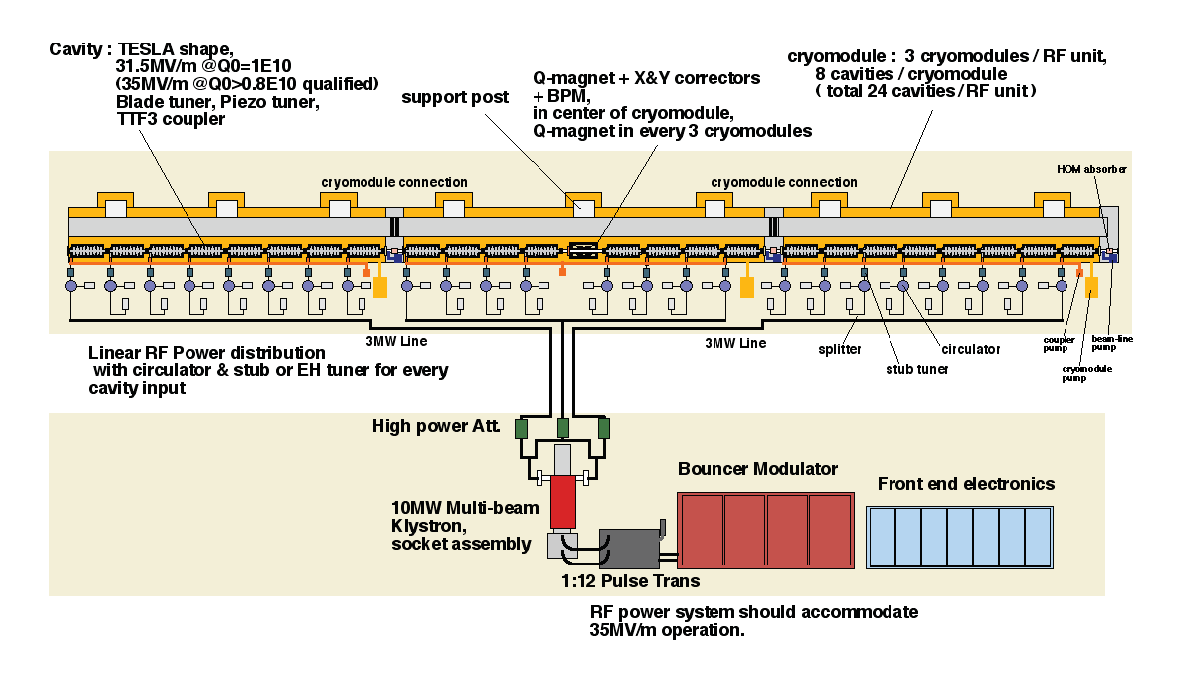 Cavity : TESLA shape,
31.5MV/m @Q0=1E10
(35MV/m @Q0>0.8E10 qualified)
Blade tuner, Piezo tuner,
TTF3 coupler
support post
Q-magnet + X&Y correctors
+ BPM,
in center of cryomodule,
Q-magnet in every 3 cryomodules
cryomodule : 3 cryomodules / RF unit,
8 cavities / cryomodule
( total 24 cavities / RF unit )
cryomodule connection
cryomodule connection
HOM absorber
3MW Line
3MW Line
splitter
stub tuner
circulator
coupler
pump
beam-line
pump
cryomodule
pump
Linear RF Power distribution
with circulator & stub or EH tuner for every
cavity input
High power Att.
Bouncer Modulator
Front end electronics
10MW Multi-beam
Klystron,
socket assembly
1:12 Pulse Trans
RF power system should accommodate
35MV/m operation.